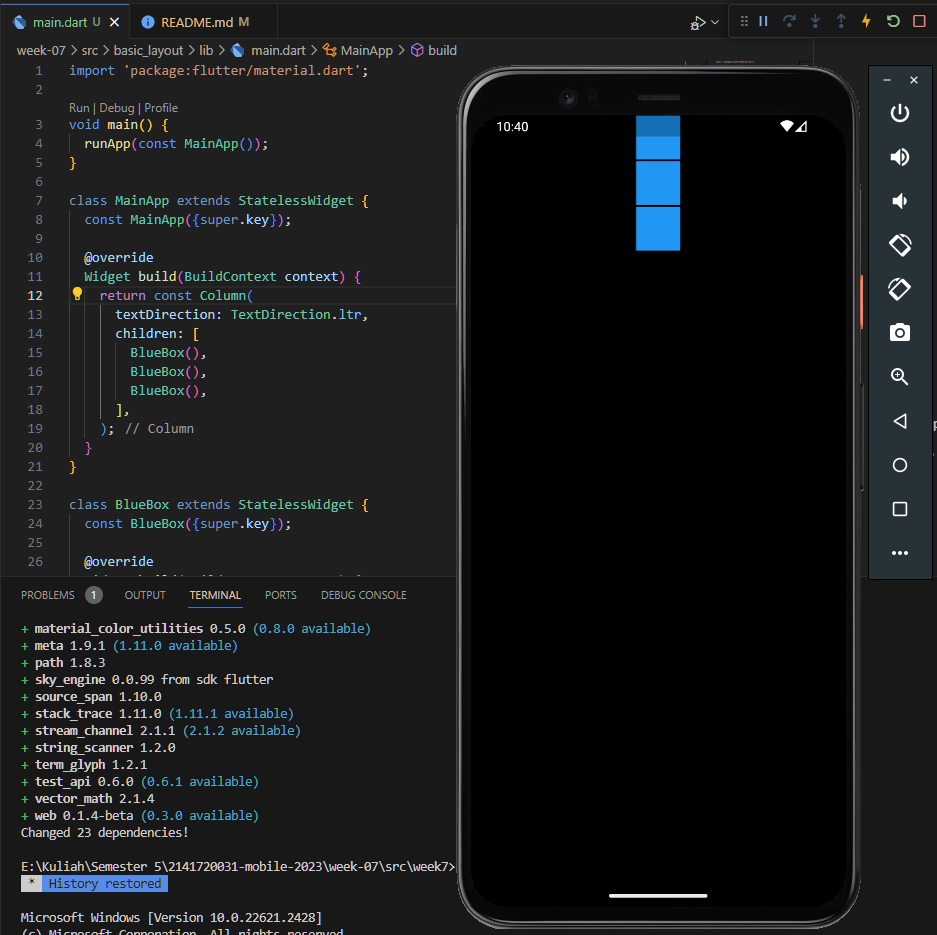 main.dart U
README.md M
week-07 > src > basic_layout > lib > main.dart > MainApp > build
1 import 'package:flutter/material.dart';
2
Run | Debug | Profile
3 void main() {
4 runApp(const MainApp());
5 }
6
7 class MainApp extends StatelessWidget {
8 const MainApp({super.key});
9
10 @override
11 Widget build(BuildContext context) {
12 return const Column(
13 textDirection: TextDirection.ltr,
14 children: [
15 BlueBox(),
16 BlueBox(),
17 BlueBox(),
18 ],
19 ); // Column
20 }
21 }
22
23 class BlueBox extends StatelessWidget {
24 const BlueBox({super.key});
25
26 @override
10:40
PROBLEMS 1 OUTPUT TERMINAL PORTS DEBUG CONSOLE
+ material_color_utilities 0.5.0 (0.8.0 available)
+ meta 1.9.1 (1.11.0 available)
+ path 1.8.3
+ sky_engine 0.0.99 from sdk flutter
+ source_span 1.10.0
+ stack_trace 1.11.0 (1.11.1 available)
+ stream_channel 2.1.1 (2.1.2 available)
+ string_scanner 1.2.0
+ term_glyph 1.2.1
+ test_api 0.6.0 (0.6.1 available)
+ vector_math 2.1.4
+ web 0.1.4-beta (0.3.0 available)
Changed 23 dependencies!
E:\Kuliah\Semester 5\2141720031-mobile-2023\week-07\src\week7>
* History restored
Microsoft Windows [Version 10.0.22621.2428]
(c) Microsoft Corporation. All rights reserved.